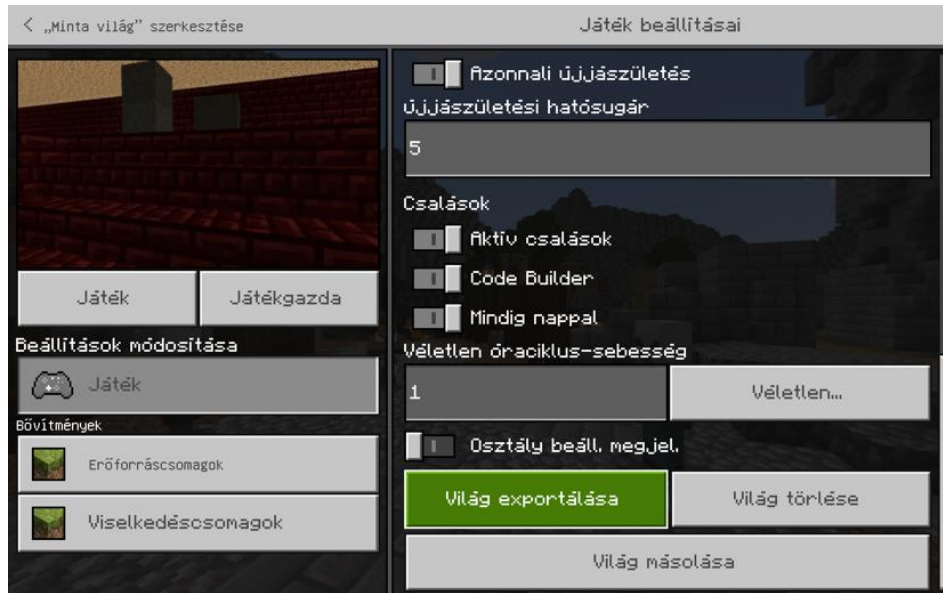 „Minta világ” szerkesztése
Játék beállításai
Játék
Játékgazda
Beállítások módosítása
Játék
Bővítmények
Erőforráscsomagok
Viselkedéscsomagok
Azonnali újjászületés
újjászületési hatósugár
5
Csalások
Aktív csalások
Code Builder
Mindig nappal
Véletlen óraciklus-sebesség
1
Véletlen...
Osztály beáll. megjel.
Világ exportálása
Világ törlése
Világ másolása